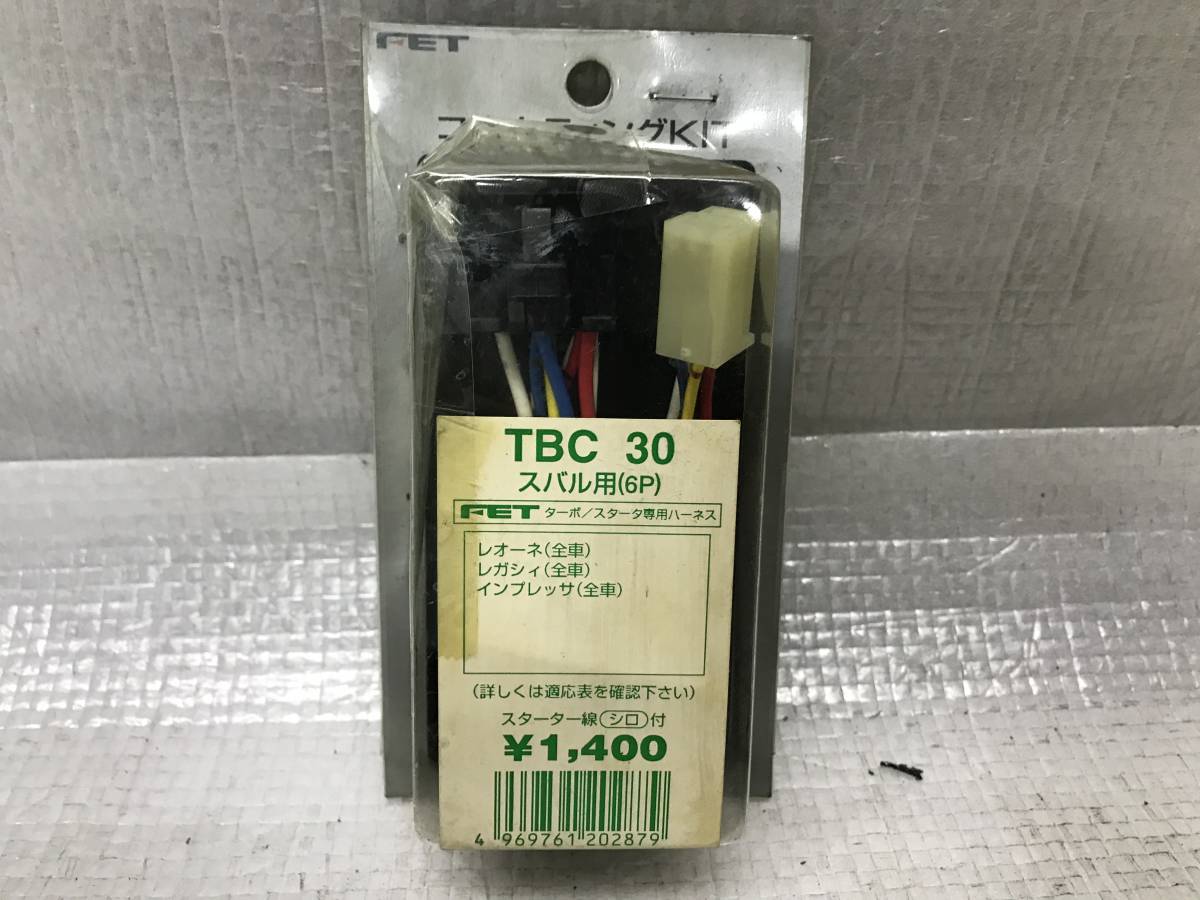 FET
KIT
TBC 30
スバル用(6P)
FET ターボ/スタータ専用ハーネス
レオーネ(全車)
レガシィ(全車)
インプレッサ(全車)
(詳しくは適応表を確認下さい)
スターター線(シロ)付
¥1,400
4 969761 202879